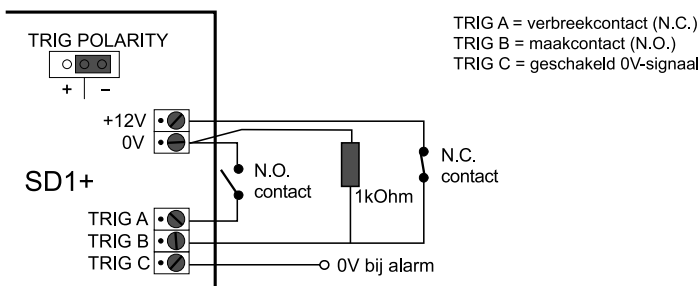 TRIG A = verbreekcontact (N.C.)
TRIG B = maakcontact (N.O.)
TRIG C = geschakeld 0V-signaal
TRIG POLARITY
+ –
+12V
0V
SD1+
N.O.
contact
1kOhm
N.C.
contact
TRIG A
TRIG B
TRIG C
0V bij alarm